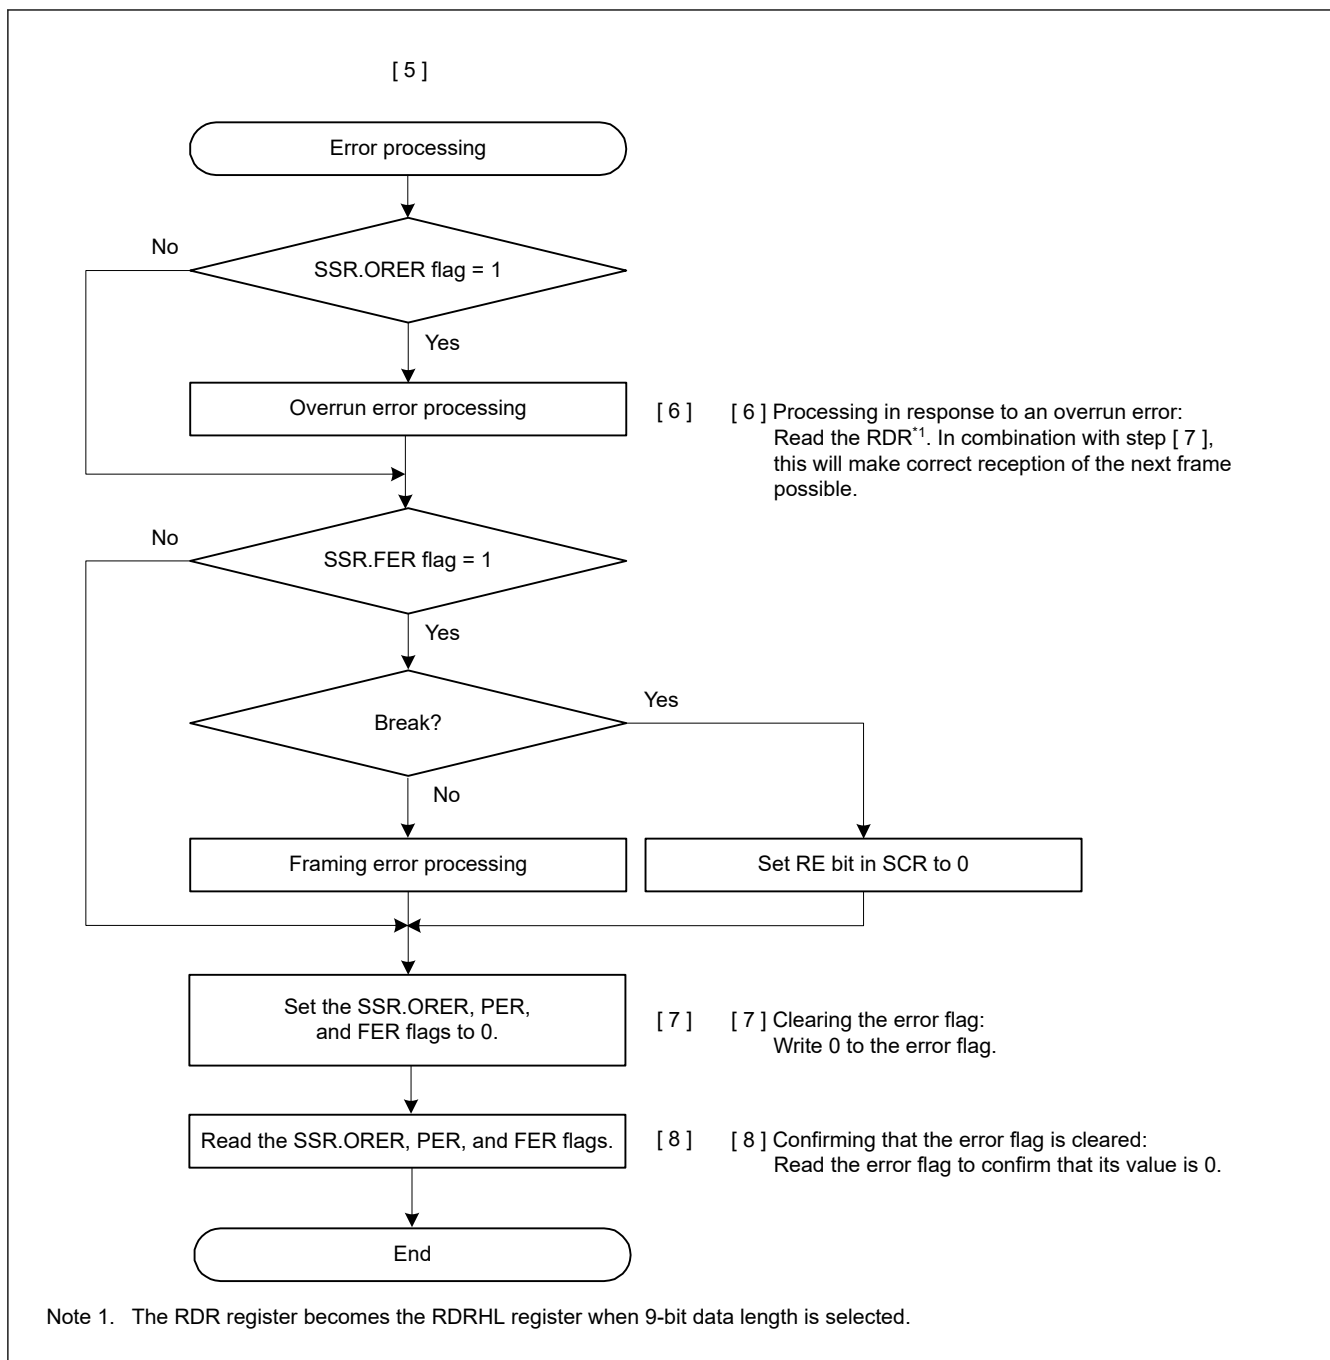 [ 5 ]
Error processing
No
SSR.ORER flag = 1
Yes
Overrun error processing
[ 6 ]
[ 6 ] Processing in response to an overrun error:
Read the RDR*1. In combination with step [ 7 ],
this will make correct reception of the next frame
possible.
No
SSR.FER flag = 1
Yes
Break?
Yes
No
Framing error processing
Set RE bit in SCR to 0
Set the SSR.ORER, PER,
and FER flags to 0.
[ 7 ]
[ 7 ] Clearing the error flag:
Write 0 to the error flag.
Read the SSR.ORER, PER, and FER flags.
[ 8 ]
[ 8 ] Confirming that the error flag is cleared:
Read the error flag to confirm that its value is 0.
End
Note 1. The RDR register becomes the RDRHL register when 9-bit data length is selected.